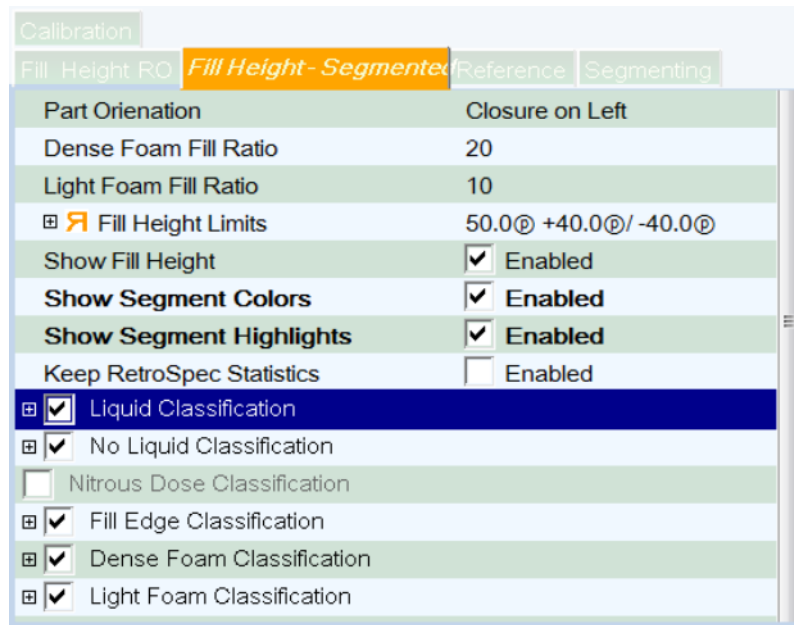 Calibration
Fill Height RO Fill Height- Segmented Reference Segmenting
Part Orienation Closure on Left
Dense Foam Fill Ratio 20
Light Foam Fill Ratio 10
Я Fill Height Limits 50.0ⓟ +40.0ⓟ/ -40.0ⓟ
Show Fill Height Enabled
Show Segment Colors Enabled
Show Segment Highlights Enabled
Keep RetroSpec Statistics Enabled
Liquid Classification
No Liquid Classification
Nitrous Dose Classification
Fill Edge Classification
Dense Foam Classification
Light Foam Classification